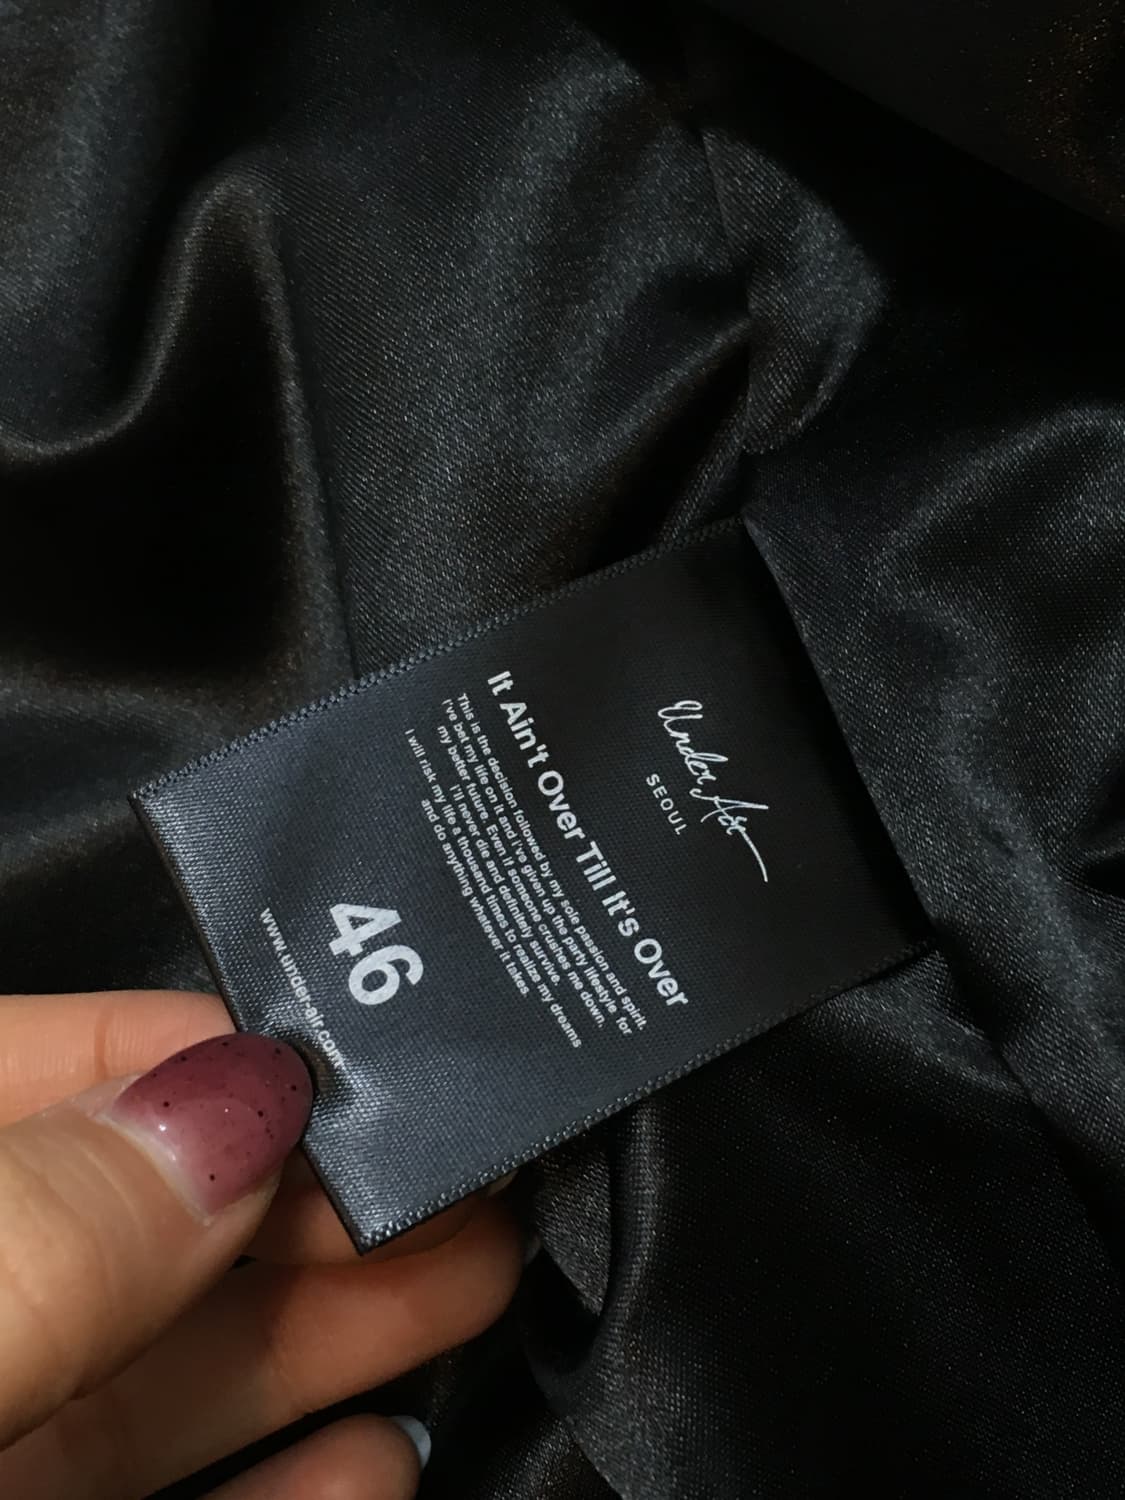 Under Air
SEOUL
It Ain't Over Till It's Over
This is the decision followed by my sole passion and spirit.
I've bet my life on it and I've given up the party lifestyle for
my better future. Even if someone crushes me down,
I'll never die and definitely survive.
I will risk my life a thousand times to realize my dreams
and do anything whatever it takes.
46
www.under-air.com